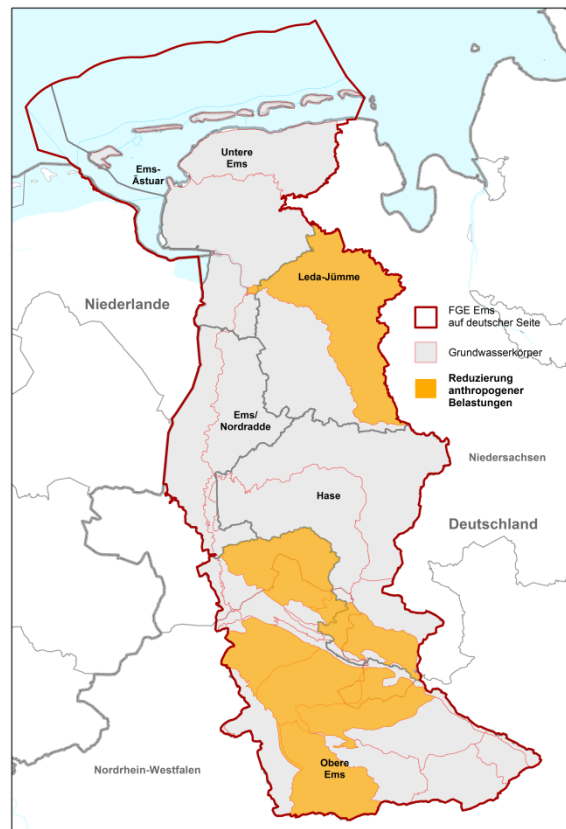 Untere
Ems
Ems-
Ästuar
Leda-Jümme
Niederlande
FGE Ems
auf deutscher Seite
Grundwasserkörper
Reduzierung
anthropogener
Belastungen
Ems/
Nordradde
Niedersachsen
Hase
Deutschland
Obere
Ems
Nordrhein-Westfalen